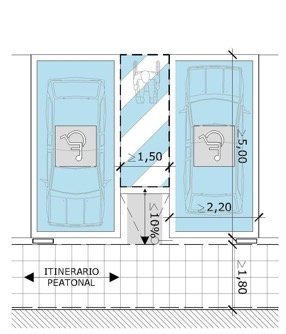 ≥1,50
≥5,00
≤10%
≥2,20
≥1,80
ITINERARIO
PEATONAL